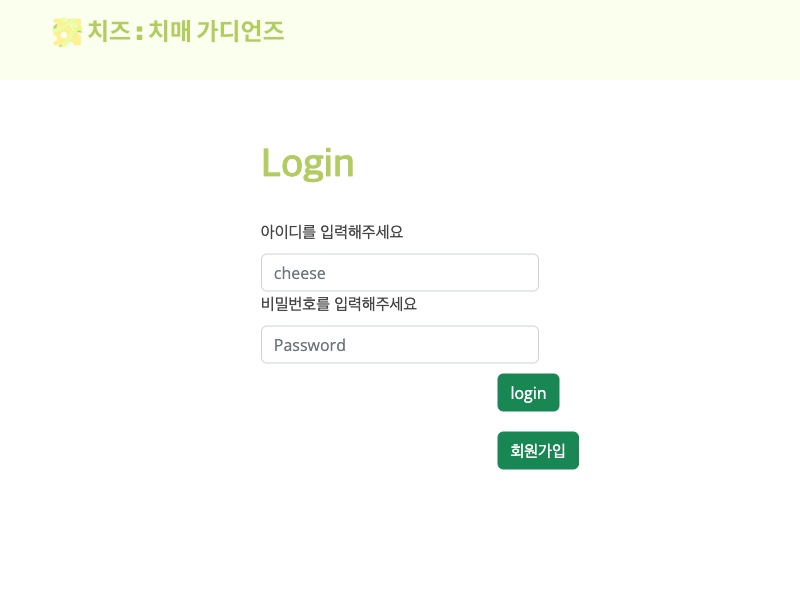 치즈 : 치매 가디언즈
Login
아이디를 입력해주세요
cheese
비밀번호를 입력해주세요
Password
login
회원가입